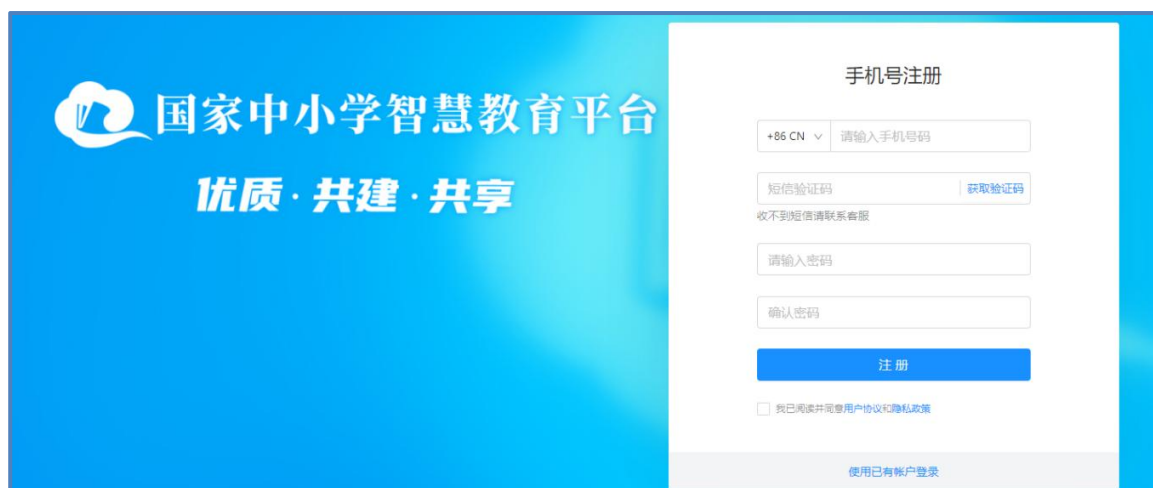 国家中小学智慧教育平台
优质·共建·共享
手机号注册
+86 CN 请输入手机号码
短信验证码 获取验证码
收不到短信请联系客服
请输入密码
确认密码
注 册
我已阅读并同意用户协议和隐私政策
使用已有帐户登录